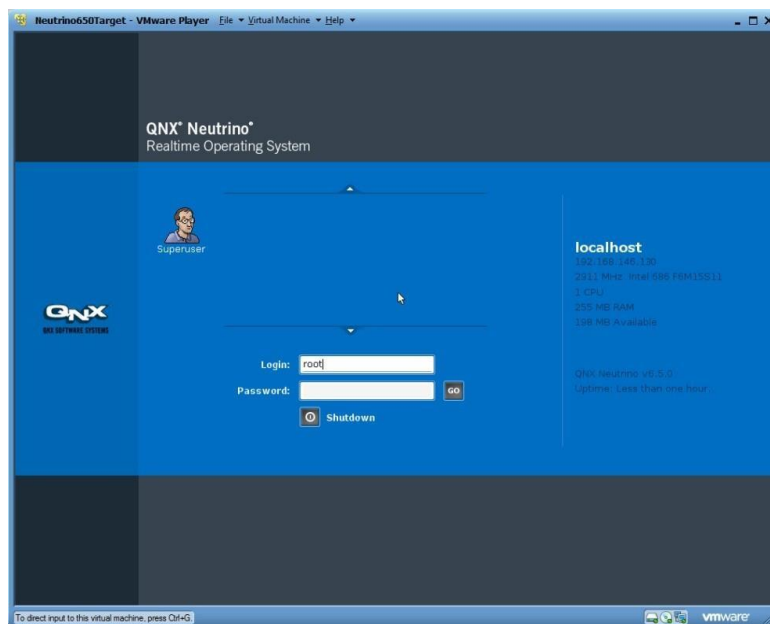 Neutrino650Target - VMware Player File Virtual Machine Help
QNX® Neutrino®
Realtime Operating System
Superuser
QNX
QNX SOFTWARE SYSTEMS
localhost
192.168.146.130
2911 MHz Intel 686 F6M15S11
1 CPU
255 MB RAM
198 MB Available
QNX Neutrino v6.5.0
Uptime: Less than one hour
Login: root
Password:
GO
Shutdown
To direct input to this virtual machine, press Ctrl+G.
vmware